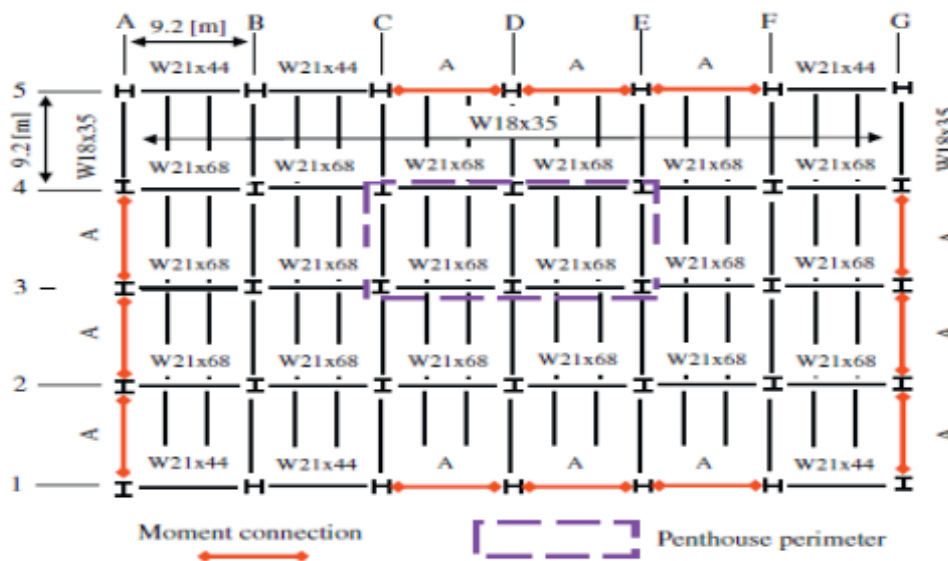 A B C D E F G
9.2 [m]
W21x44 W21x44 A A A W21x44
5
W18x35
9.2[m] W18x35 W18x35
W21x68 W21x68 W21x68 W21x68 W21x68 W21x68
4
A A
W21x68 W21x68 W21x68 W21x68 W21x68 W21x68
3
A A
W21x68 W21x68 W21x68 W21x68 W21x68 W21x68
2
A A
W21x44 W21x44 A A A W21x44
1
Moment connection Penthouse perimeter